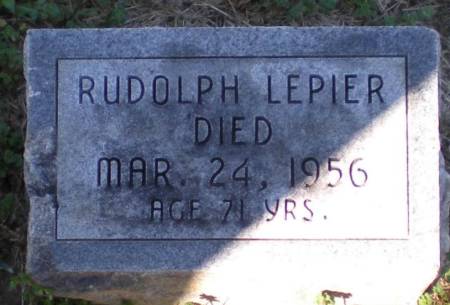 RUDOLPH LEPIER
DIED
MAR. 24, 1956
AGE 71 YRS.